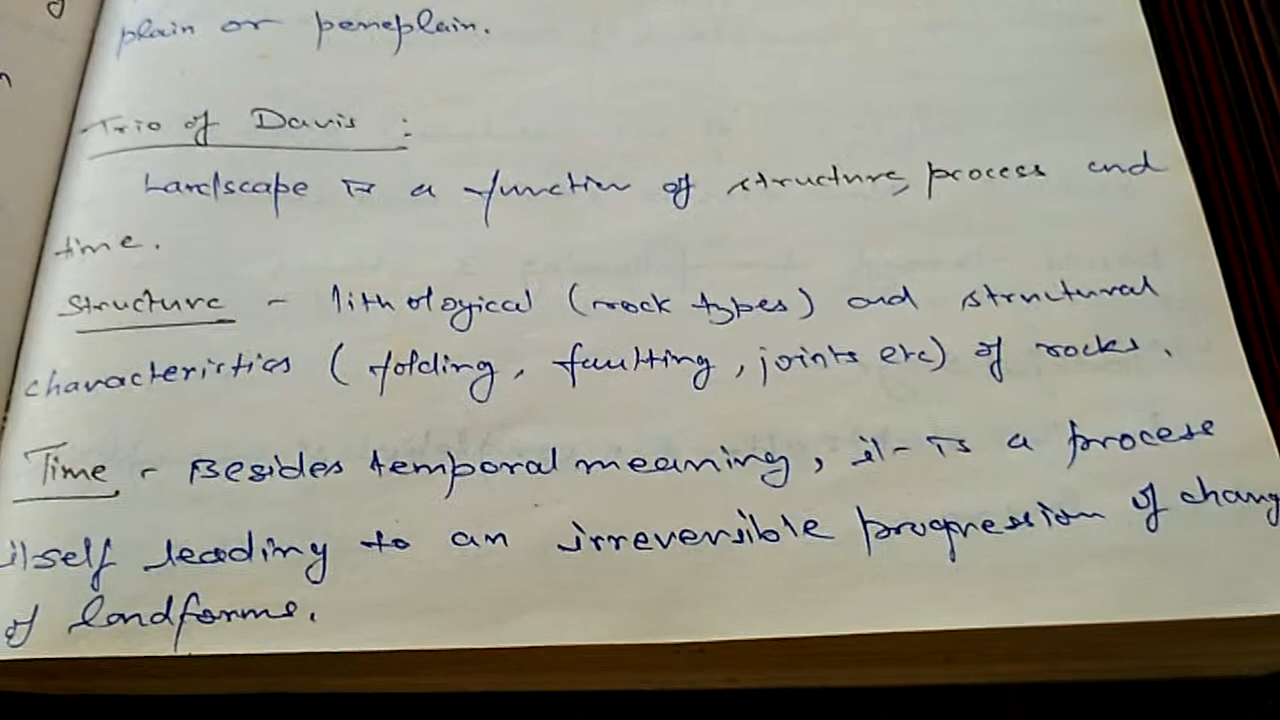 plain or peneplain.
Trio of Davis :
Landscape is a function of structure, process and
time.
Structure - lithological (rock types) and structural
characteristics ( folding, faulting, joints etc) of rocks.
Time - Besides temporal meaning, it is a process
itself leading to an irreversible progression of chang
of landforms.